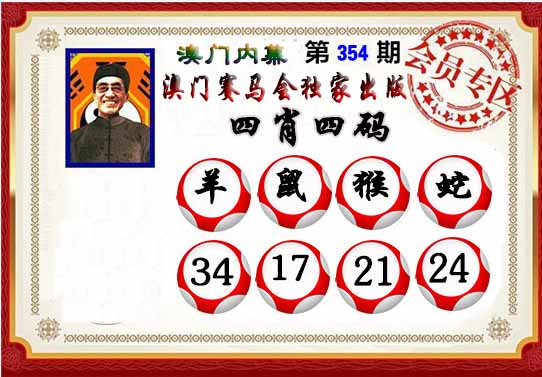 澳门内幕 第354期
会员专区
澳门赛马会独家出版
四肖四码
羊 鼠 猴 蛇
34 17 21 24